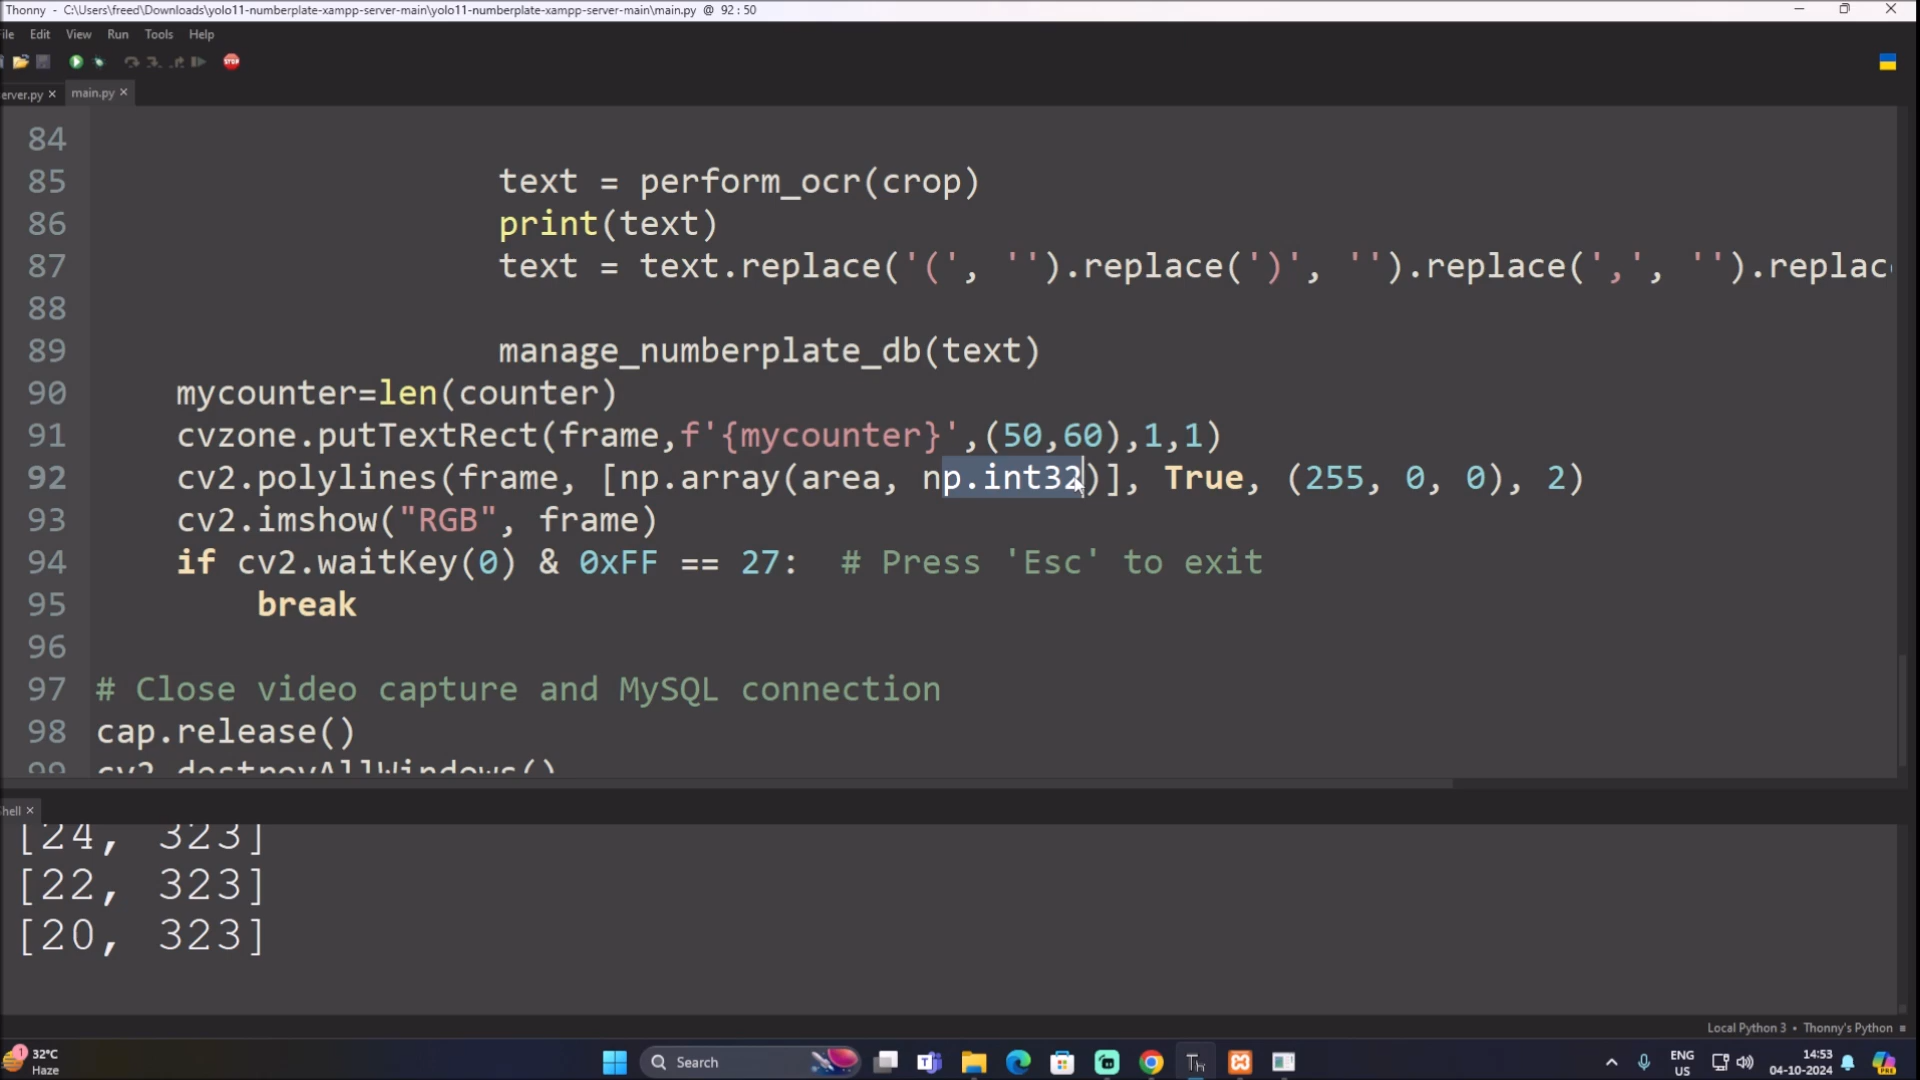 Thonny - C:\Users\freed\Downloads\yolo11-numberplate-xampp-server-main\yolo11-numberplate-xampp-server-main\main.py @ 92 : 50
ile Edit View Run Tools Help
STOP
erver.py × main.py ×
84
85 text = perform_ocr(crop)
86 print(text)
87 text = text.replace('(', '').replace(')', '').replace(',', '').replac
88
89 manage_numberplate_db(text)
90 mycounter=len(counter)
91 cvzone.putTextRect(frame,f'{mycounter}',(50,60),1,1)
92 cv2.polylines(frame, [np.array(area, np.int32)], True, (255, 0, 0), 2)
93 cv2.imshow("RGB", frame)
94 if cv2.waitKey(0) & 0xFF == 27: # Press 'Esc' to exit
95 break
96
97 # Close video capture and MySQL connection
98 cap.release()
99 cv2.destroyAllWindows()
hell ×
[24, 323]
[22, 323]
[20, 323]
Local Python 3 • Thonny's Python
1 32°C
Haze
Search
ENG
US
14:53
04-10-2024
PRE